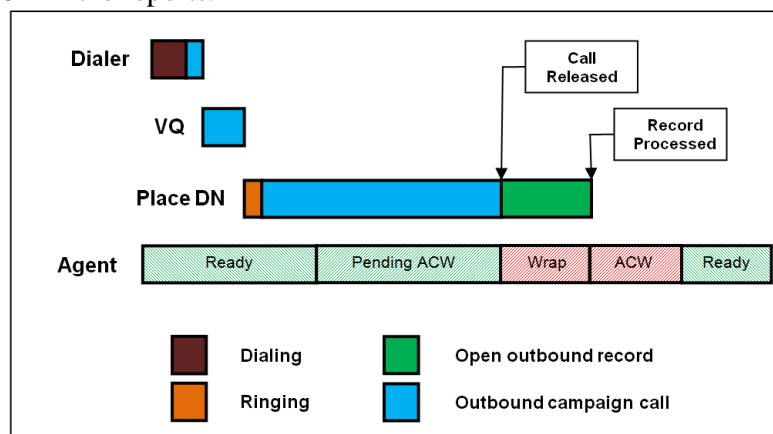 Dialer
Call
Released
VQ
Record
Processed
Place DN
Agent
Ready
Pending ACW
Wrap
ACW
Ready
Dialing
Open outbound record
Ringing
Outbound campaign call